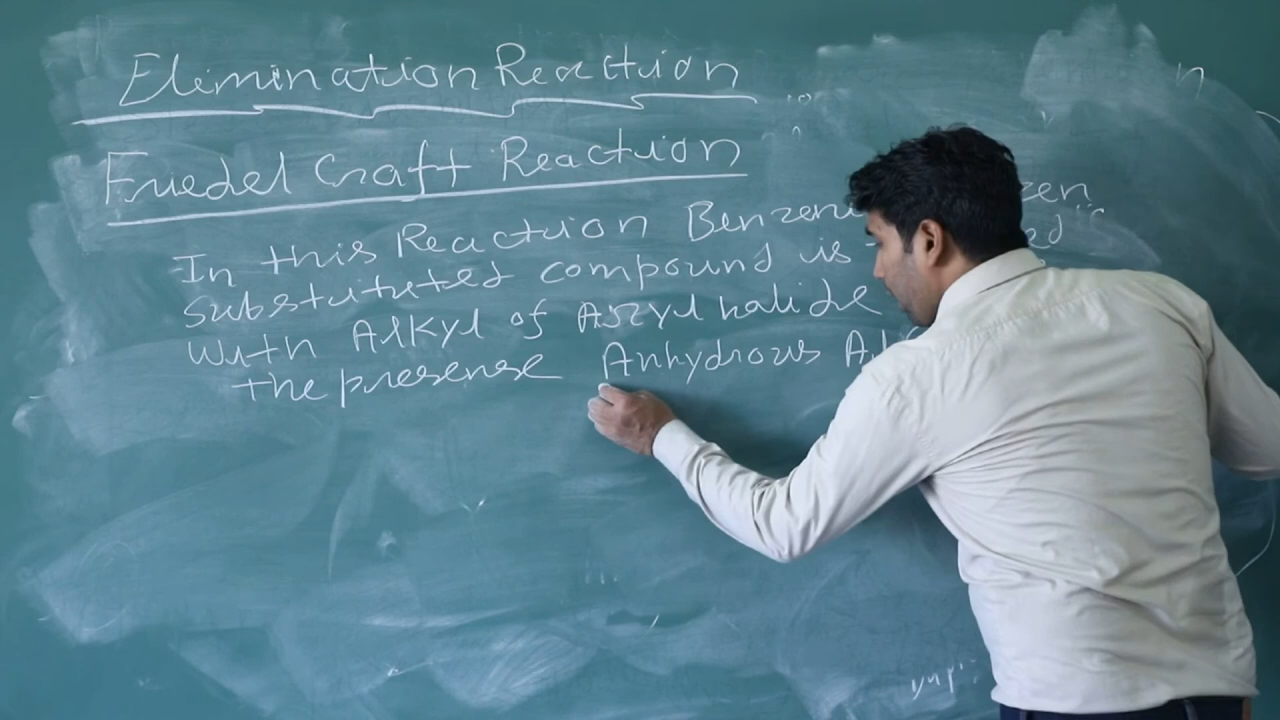 Elimination Reaction
Friedel Craft Reaction
In this Reaction Benzene
substituted compound is
with Alkyl of Aszyl halide
the presense Anhydrous